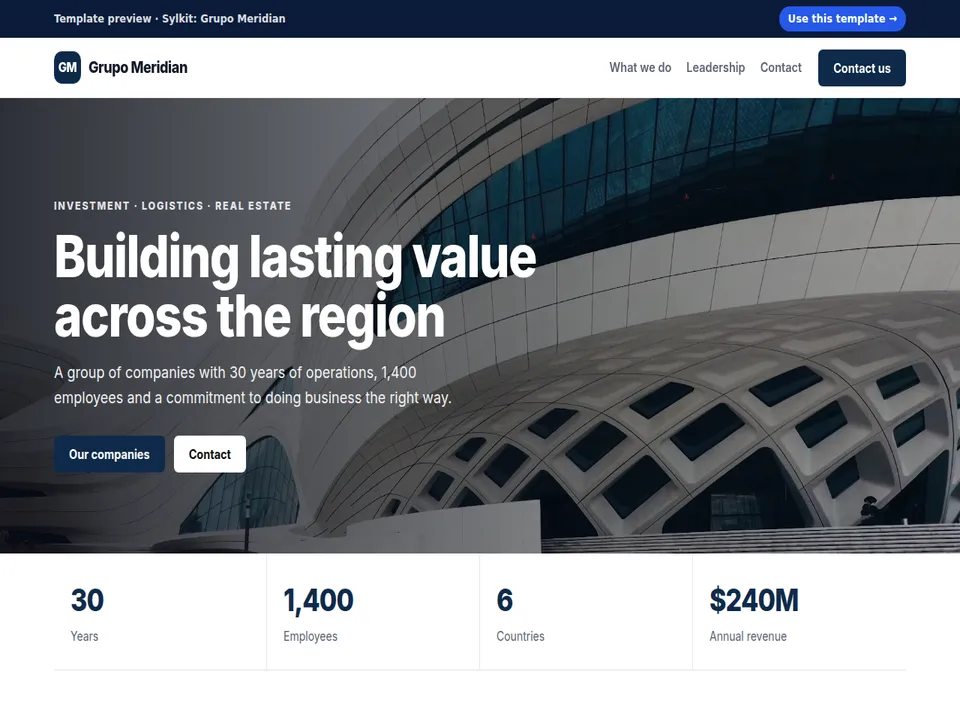 Template preview · Sylkit: Grupo Meridian
Use this template →
GM Grupo Meridian
What we do Leadership Contact Contact us
INVESTMENT · LOGISTICS · REAL ESTATE
Building lasting value
across the region
A group of companies with 30 years of operations, 1,400
employees and a commitment to doing business the right way.
Our companies Contact
30 1,400 6 $240M
Years Employees Countries Annual revenue